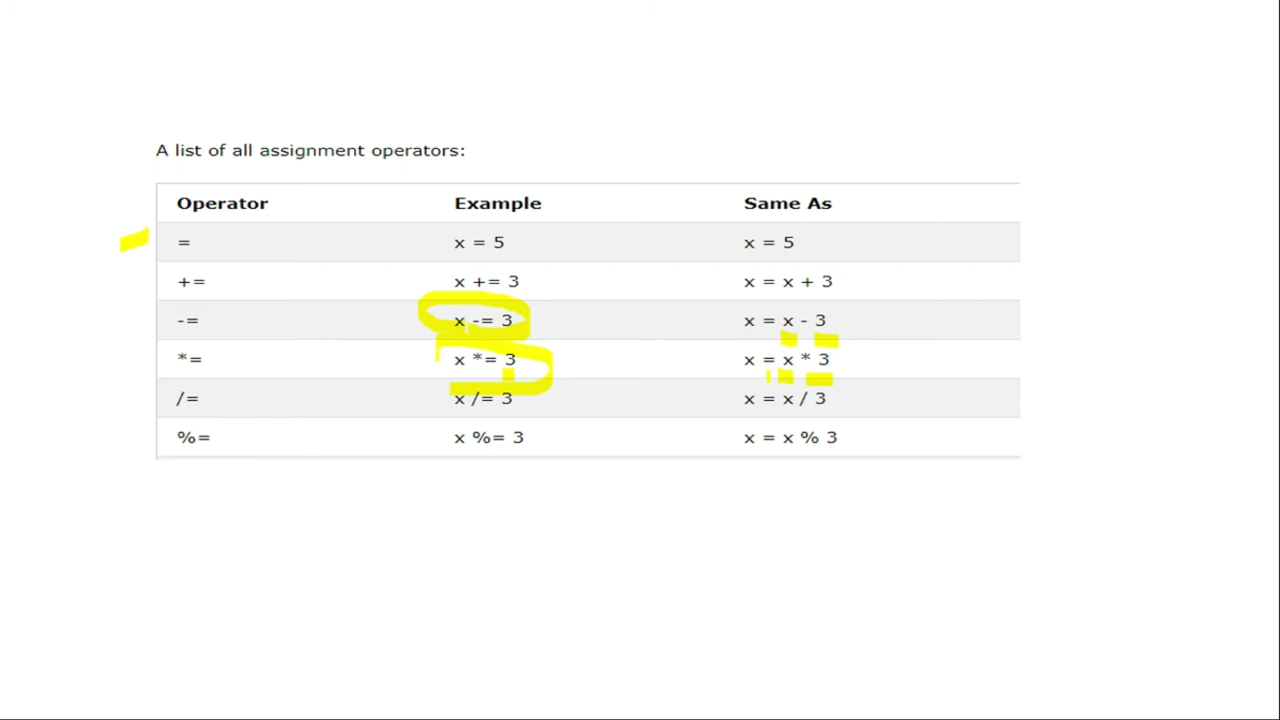 A list of all assignment operators:
Operator Example Same As
= x = 5 x = 5
+= x += 3 x = x + 3
-= x -= 3 x = x - 3
*= x *= 3 x = x * 3
/= x /= 3 x = x / 3
%= x %= 3 x = x % 3